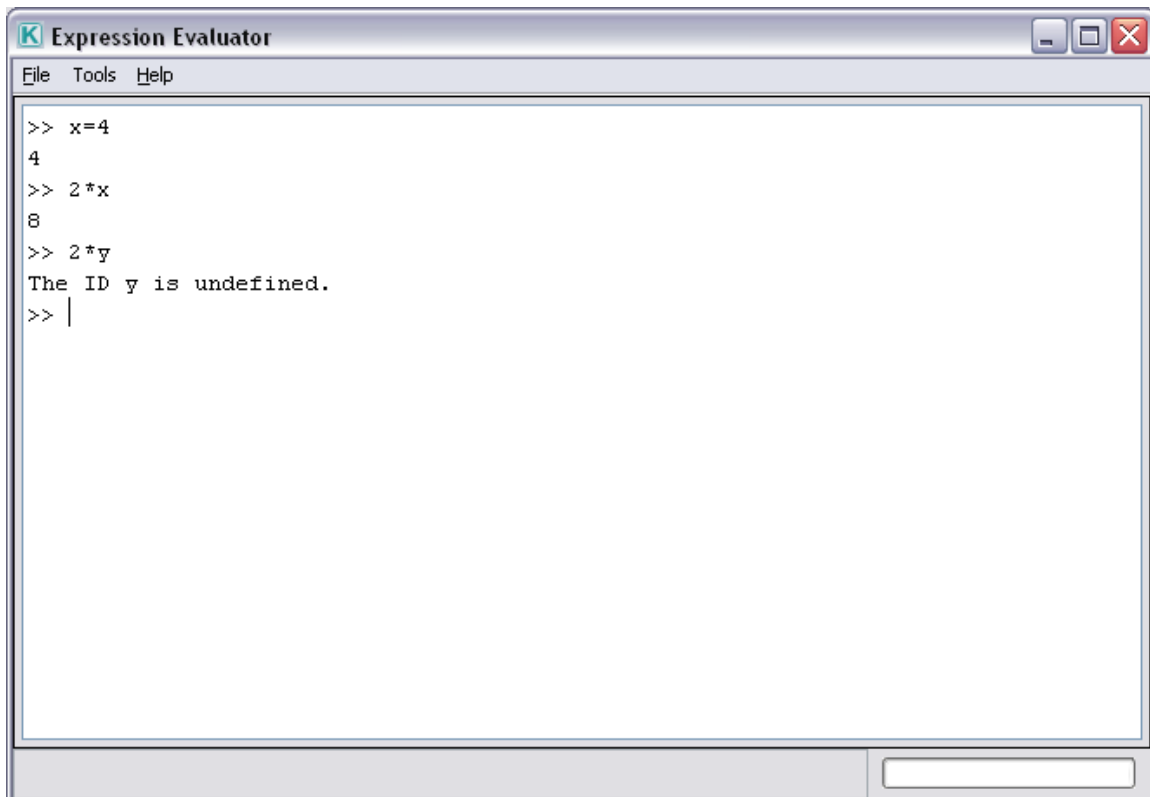 K Expression Evaluator
File Tools Help
>> x=4
4
>> 2*x
8
>> 2*y
The ID y is undefined.
>>